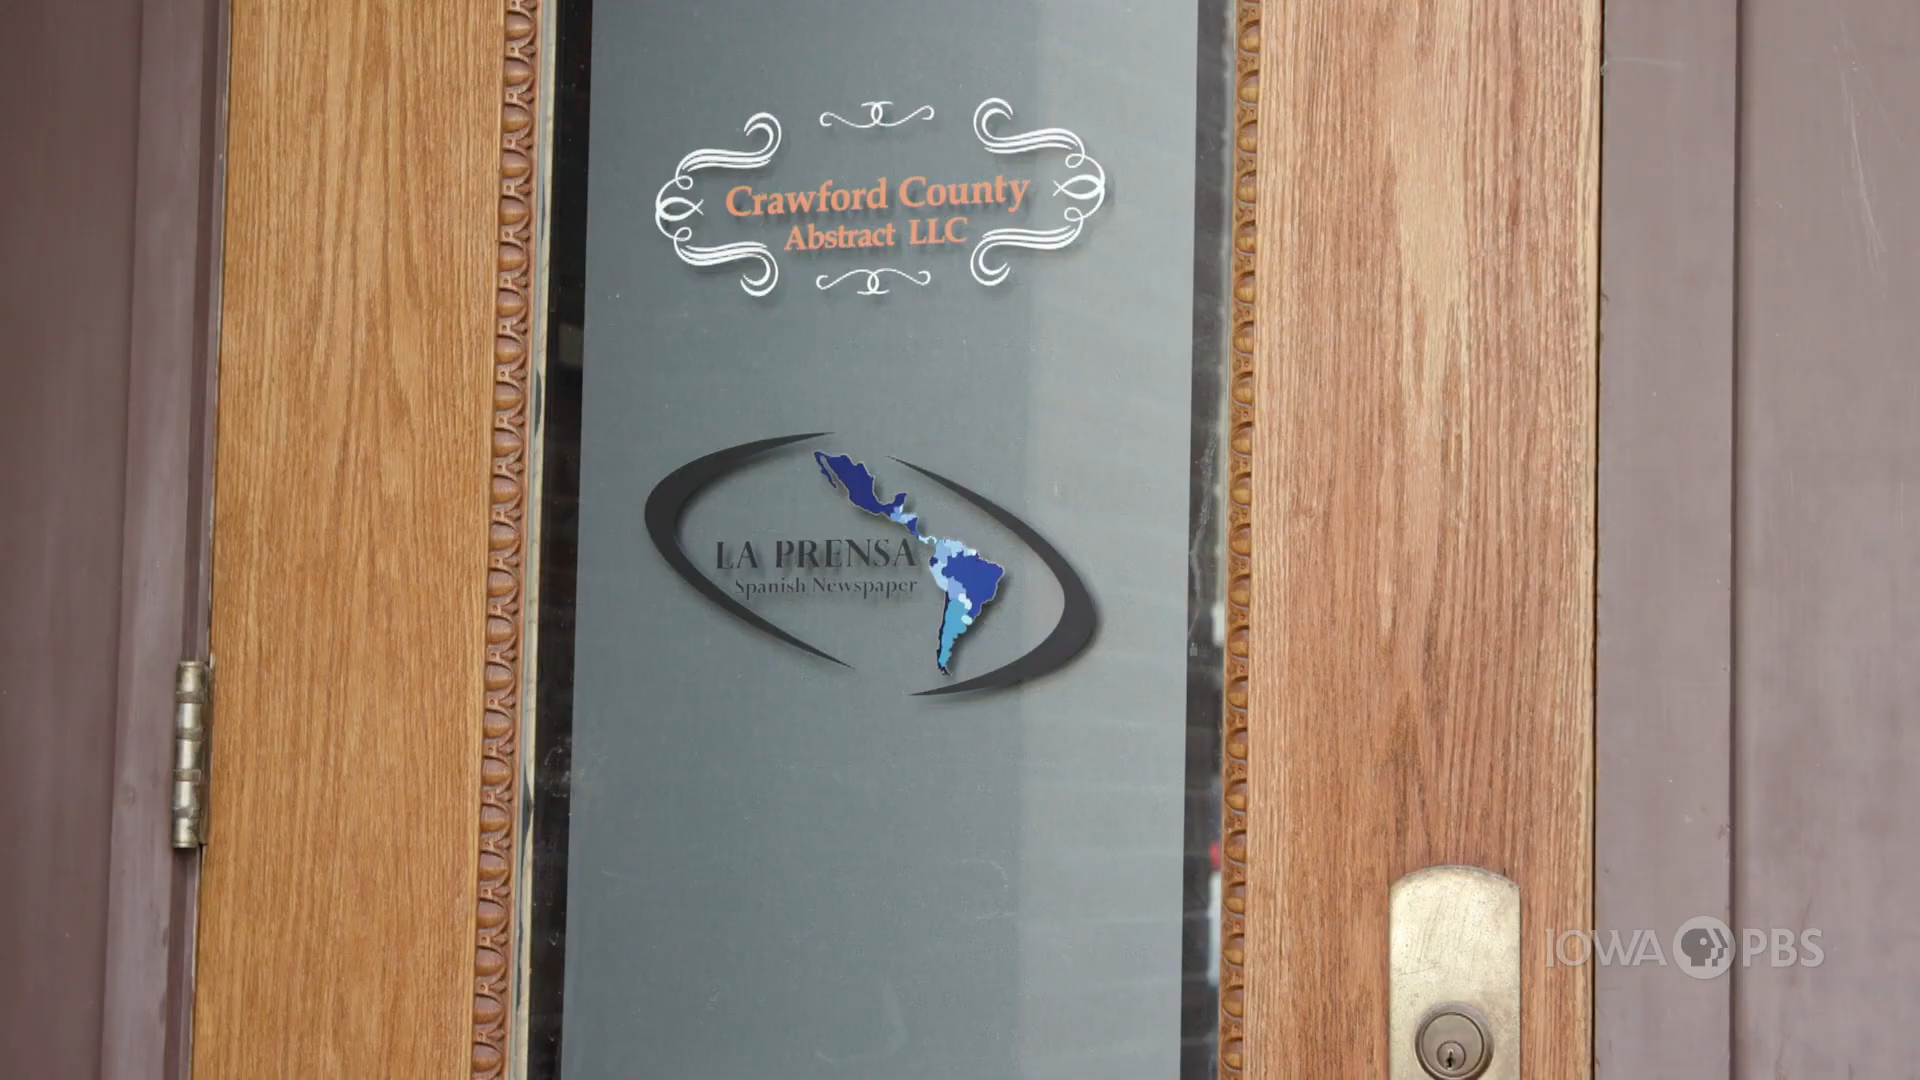 Crawford County
Abstract LLC
LA PRENSA
Spanish Newspaper
IOWA PBS